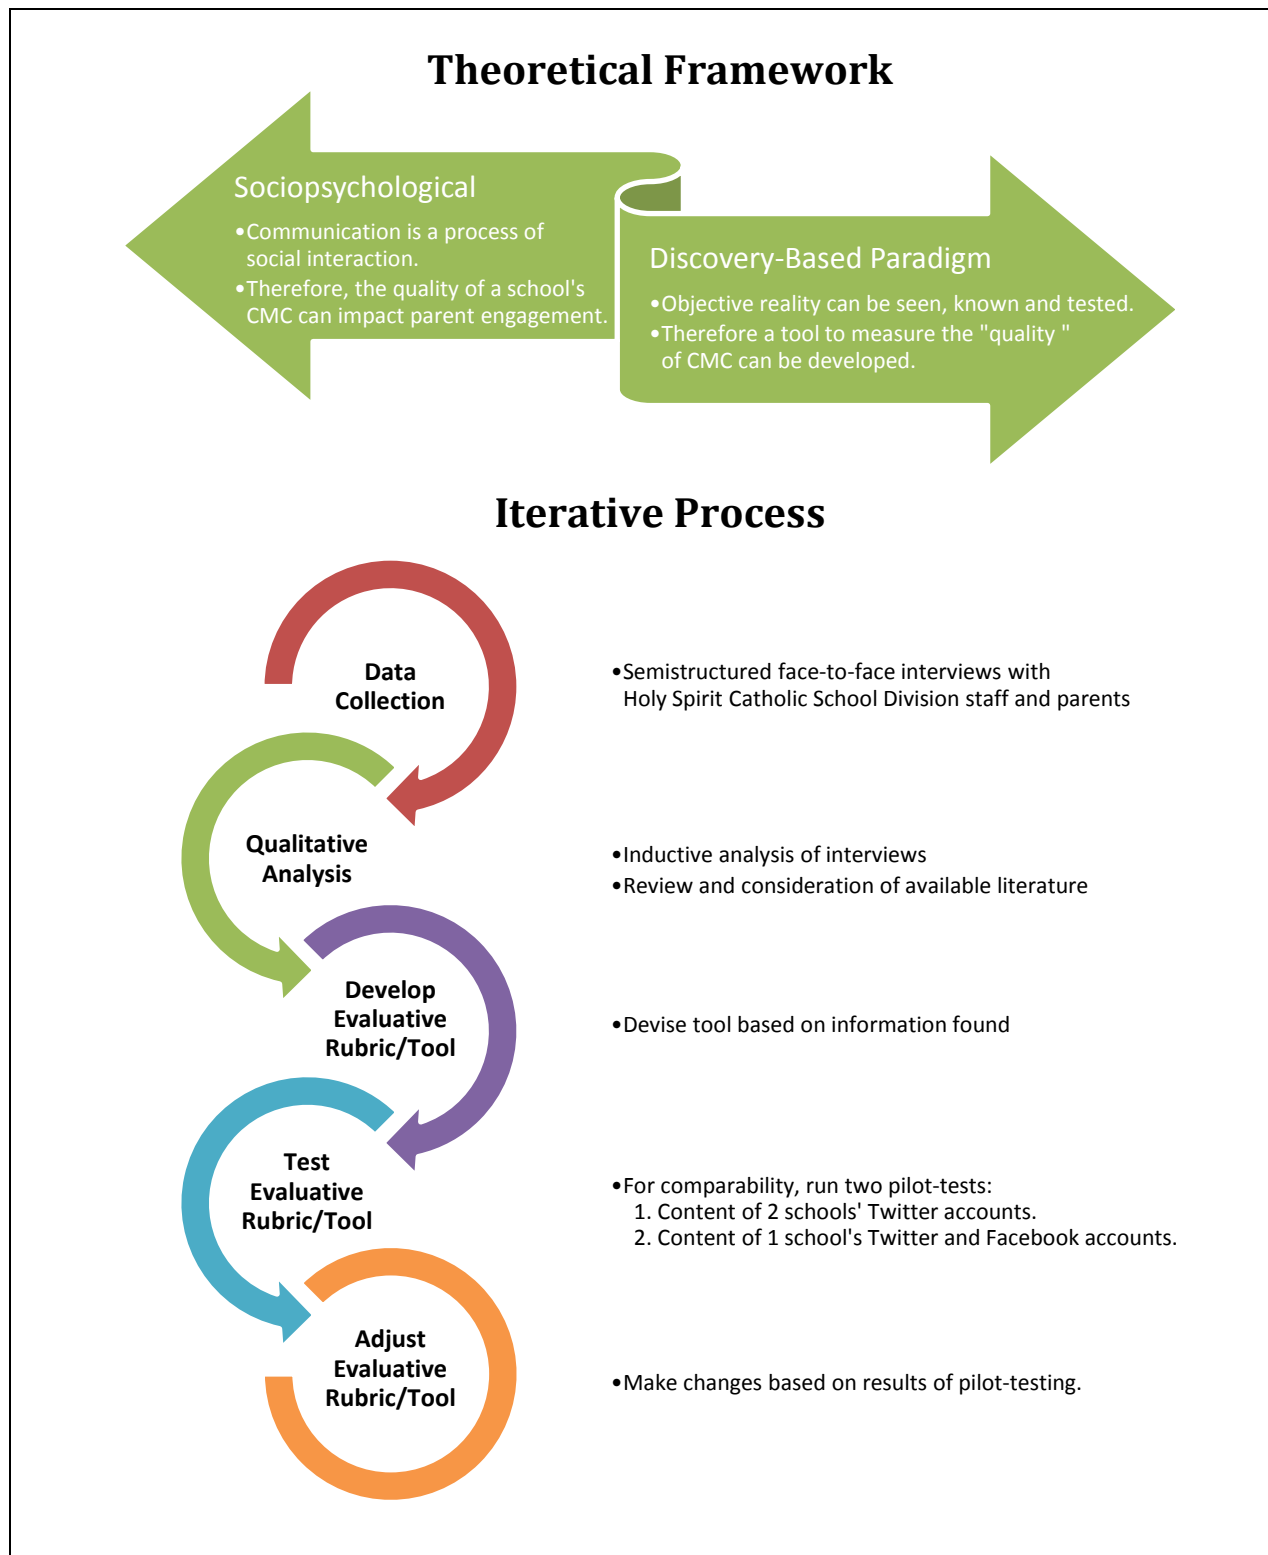 Theoretical Framework
Sociopsychological
•Communication is a process of
social interaction.
•Therefore, the quality of a school's
CMC can impact parent engagement.
Discovery-Based Paradigm
•Objective reality can be seen, known and tested.
•Therefore a tool to measure the "quality "
of CMC can be developed.
Iterative Process
Data
Collection
•Semistructured face-to-face interviews with
Holy Spirit Catholic School Division staff and parents
Qualitative
Analysis
•Inductive analysis of interviews
•Review and consideration of available literature
Develop
Evaluative
Rubric/Tool
•Devise tool based on information found
Test
Evaluative
Rubric/Tool
•For comparability, run two pilot-tests:
1. Content of 2 schools' Twitter accounts.
2. Content of 1 school's Twitter and Facebook accounts.
Adjust
Evaluative
Rubric/Tool
•Make changes based on results of pilot-testing.